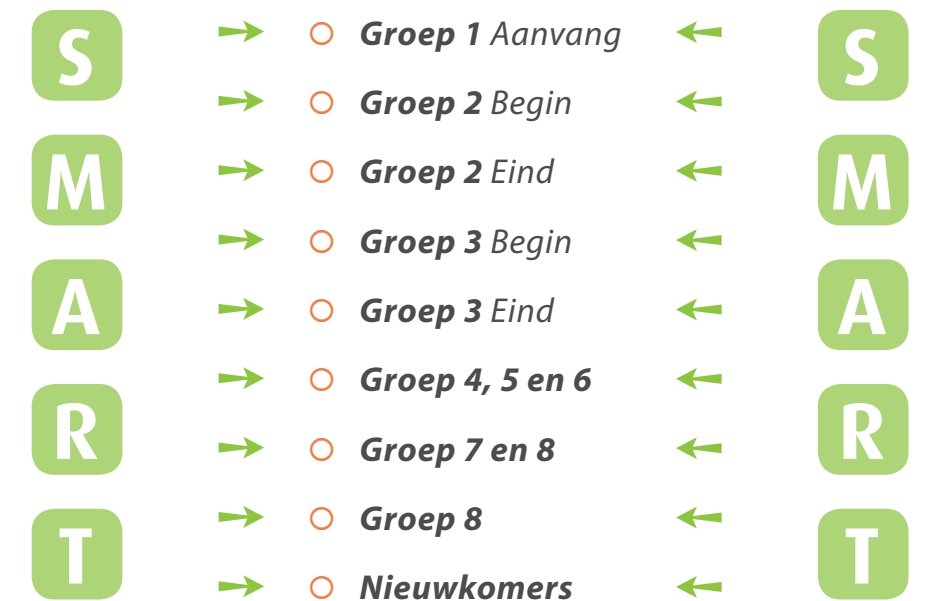 S
M
A
R
T
Groep 1 Aanvang
Groep 2 Begin
Groep 2 Eind
Groep 3 Begin
Groep 3 Eind
Groep 4, 5 en 6
Groep 7 en 8
Groep 8
Nieuwkomers
S
M
A
R
T